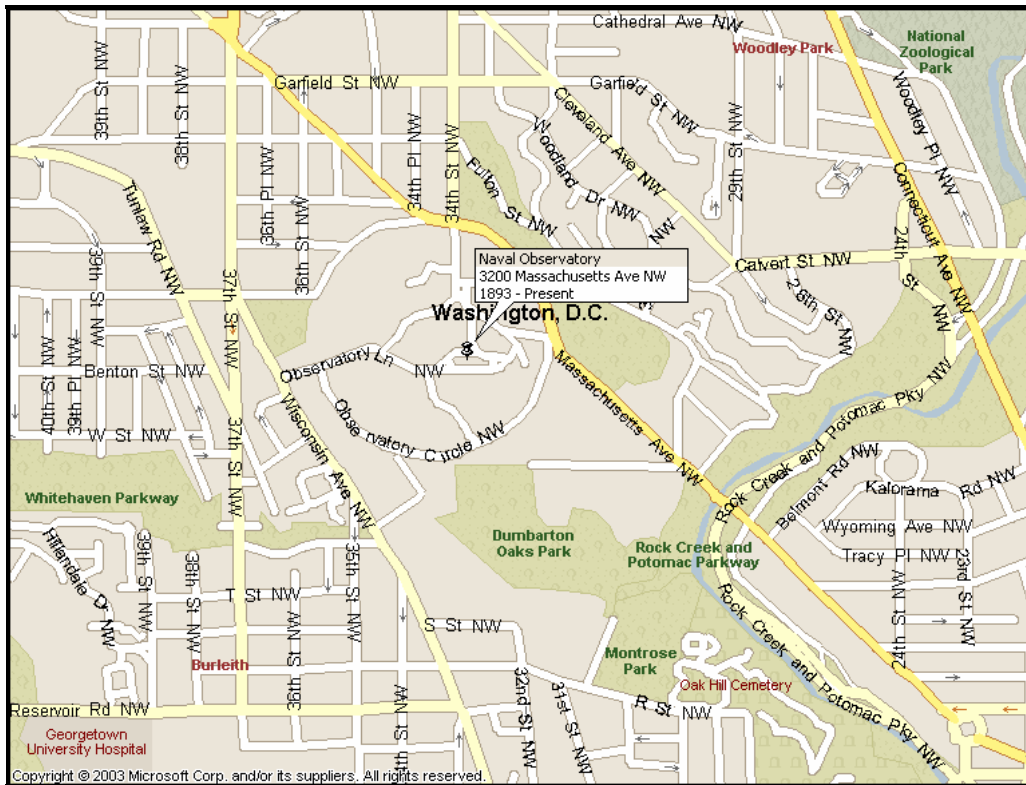 Cathedral Ave NW
Woodley Park
National
Zoological
Park
39th St NW
38th St NW
Garfield St NW
Garfield St NW
Cleveland Ave NW
Woodland Dr NW
29th St NW
Woodley Pl NW
Connecticut Ave NW
Tunlaw Rd NW
36th Pl NW
36th St NW
34th Pl NW
34th St NW
Fulton St NW
NW
24th St NW
Calvert St NW
28th St NW
39th St NW
37th St NW
Naval Observatory
3200 Massachusetts Ave NW
1893 - Present
Washington, D.C.
Benton St NW
40th St NW
39th Pl NW
W St NW
37th St NW
Observatory Ln
NW
Observatory Circle NW
Wisconsin Ave NW
Massachusetts Ave NW
Rock Creek and Potomac Pky NW
Belmont Rd NW
Kalorama Rd NW
Wyoming Ave NW
Tracy Pl NW
24th St NW
23rd St NW
Whitehaven Parkway
Dumbarton
Oaks Park
Rock Creek and
Potomac Parkway
Rock Creek and Potomac Pky NW
Hillandale Dr NW
39th St NW
38th St NW
35th St NW
T St NW
S St NW
Burleith
36th St NW
Montrose
Park
Oak Hill Cemetery
32nd St NW
31st St NW
R St NW
34th St NW
Reservoir Rd NW
Georgetown
University Hospital
Copyright © 2003 Microsoft Corp. and/or its suppliers. All rights reserved.